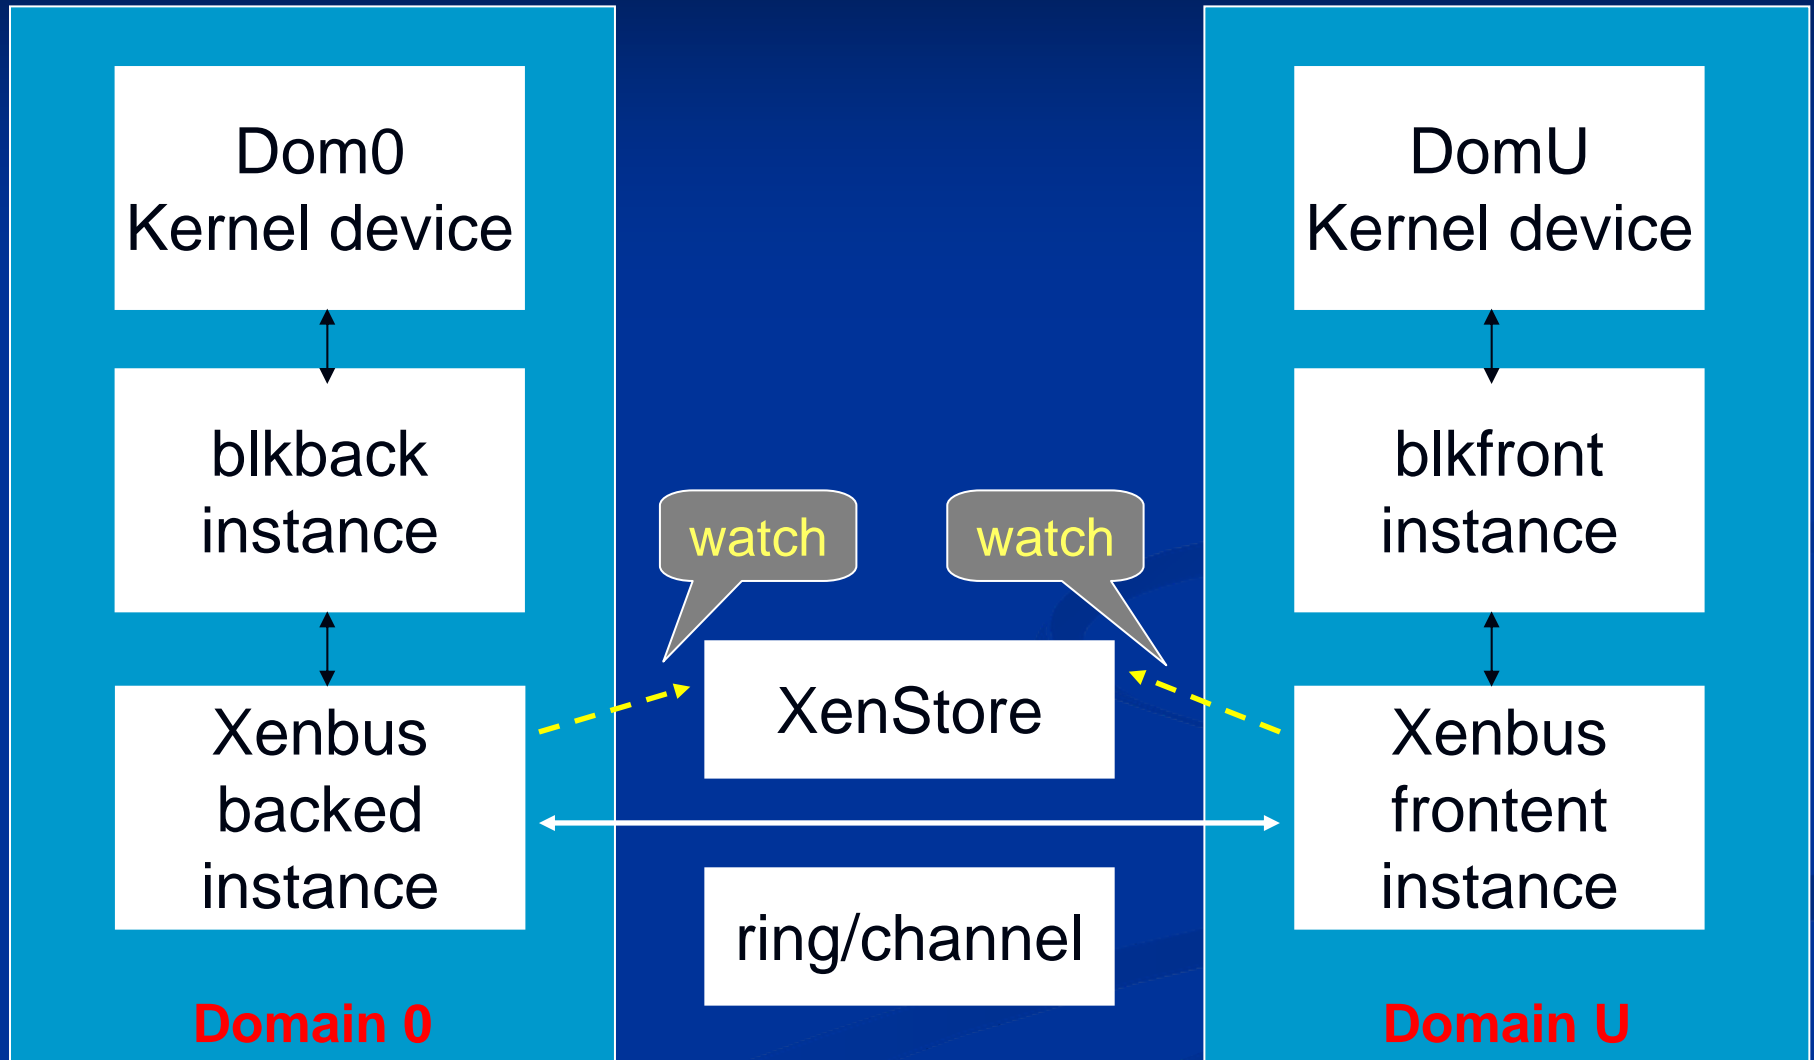 Dom0
Kernel device
blkback
instance
Xenbus
backed
instance
Domain 0
watch
watch
XenStore
ring/channel
DomU
Kernel device
blkfront
instance
Xenbus
frontent
instance
Domain U